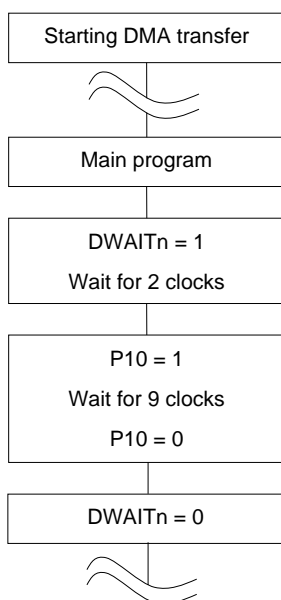 Starting DMA transfer
Main program
DWAITn = 1
Wait for 2 clocks
P10 = 1
Wait for 9 clocks
P10 = 0
DWAITn = 0